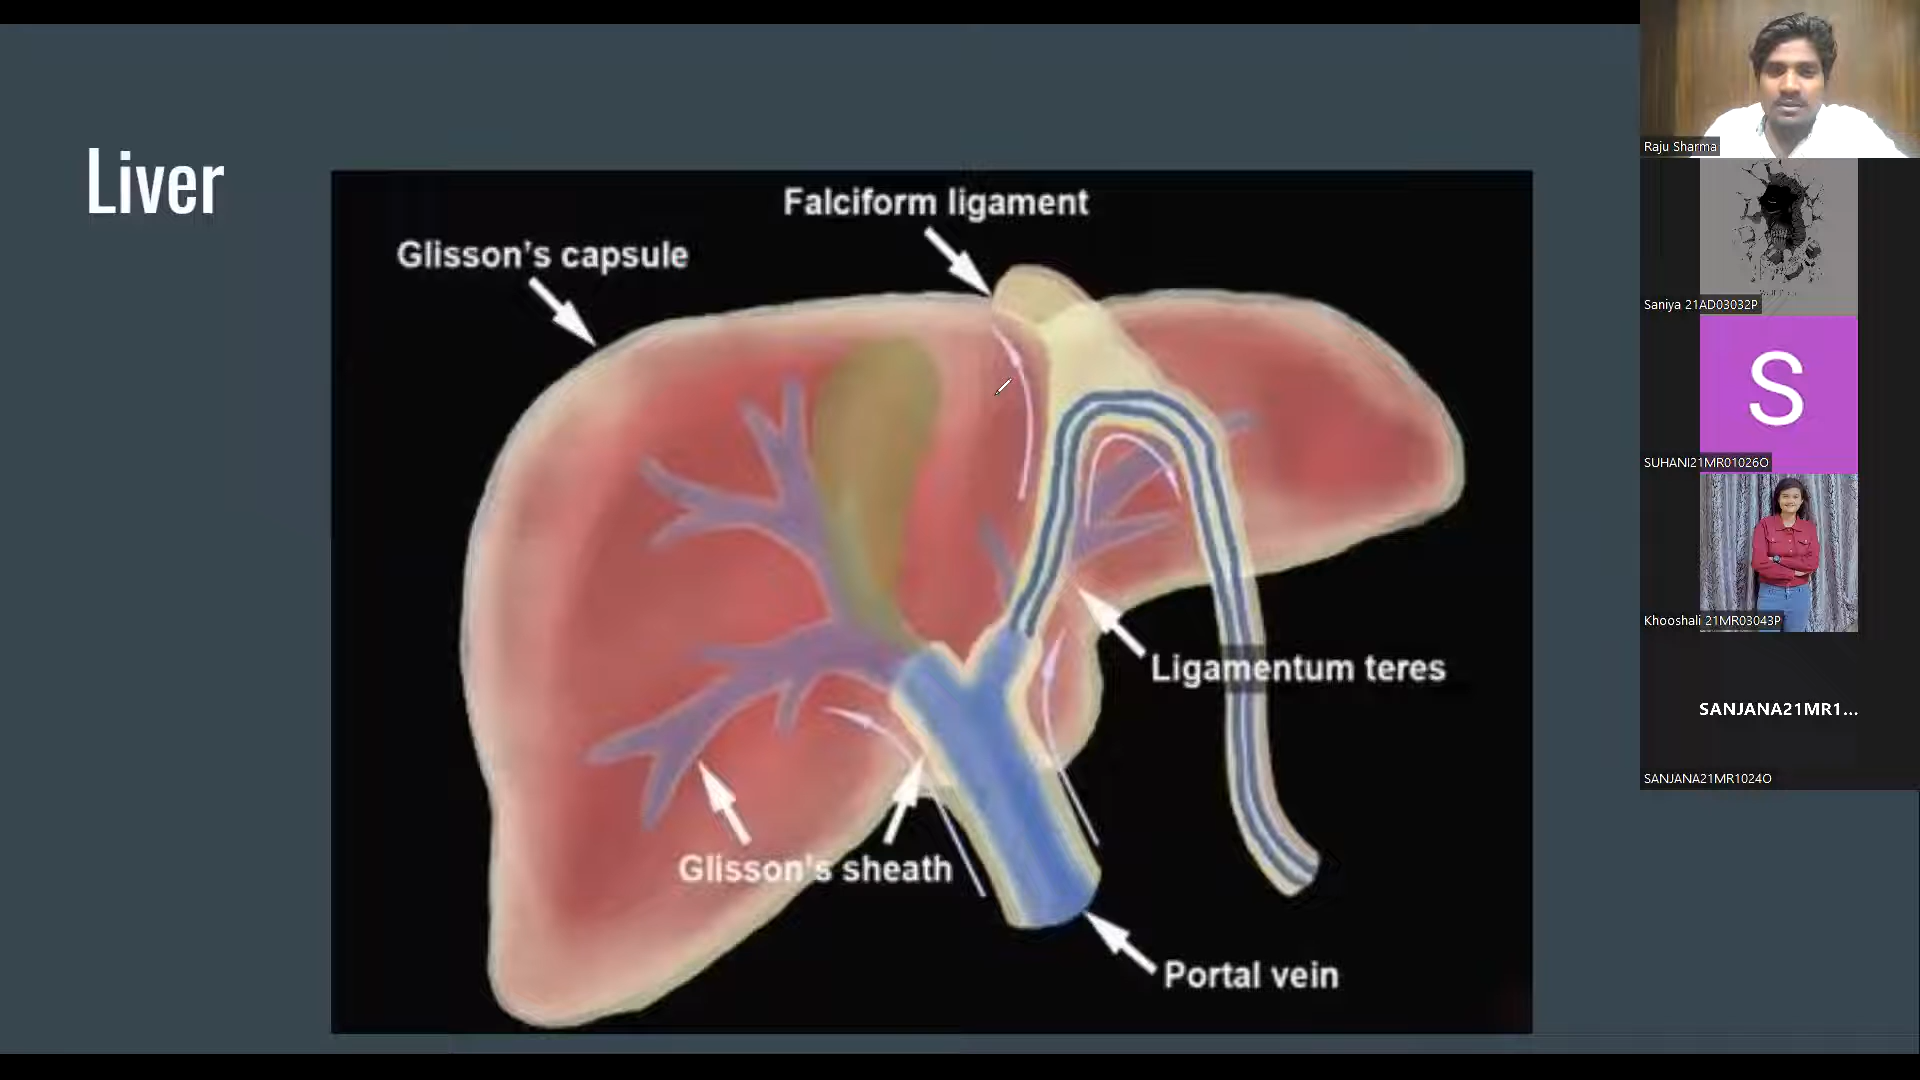 Liver
Falciform ligament
Glisson's capsule
Ligamentum teres
Glisson's sheath
Portal vein
Raju Sharma
Saniya 21AD03032P
S
SUHANI21MR01026O
Khooshali 21MR03043P
SANJANA21MR1...
SANJANA21MR1024O